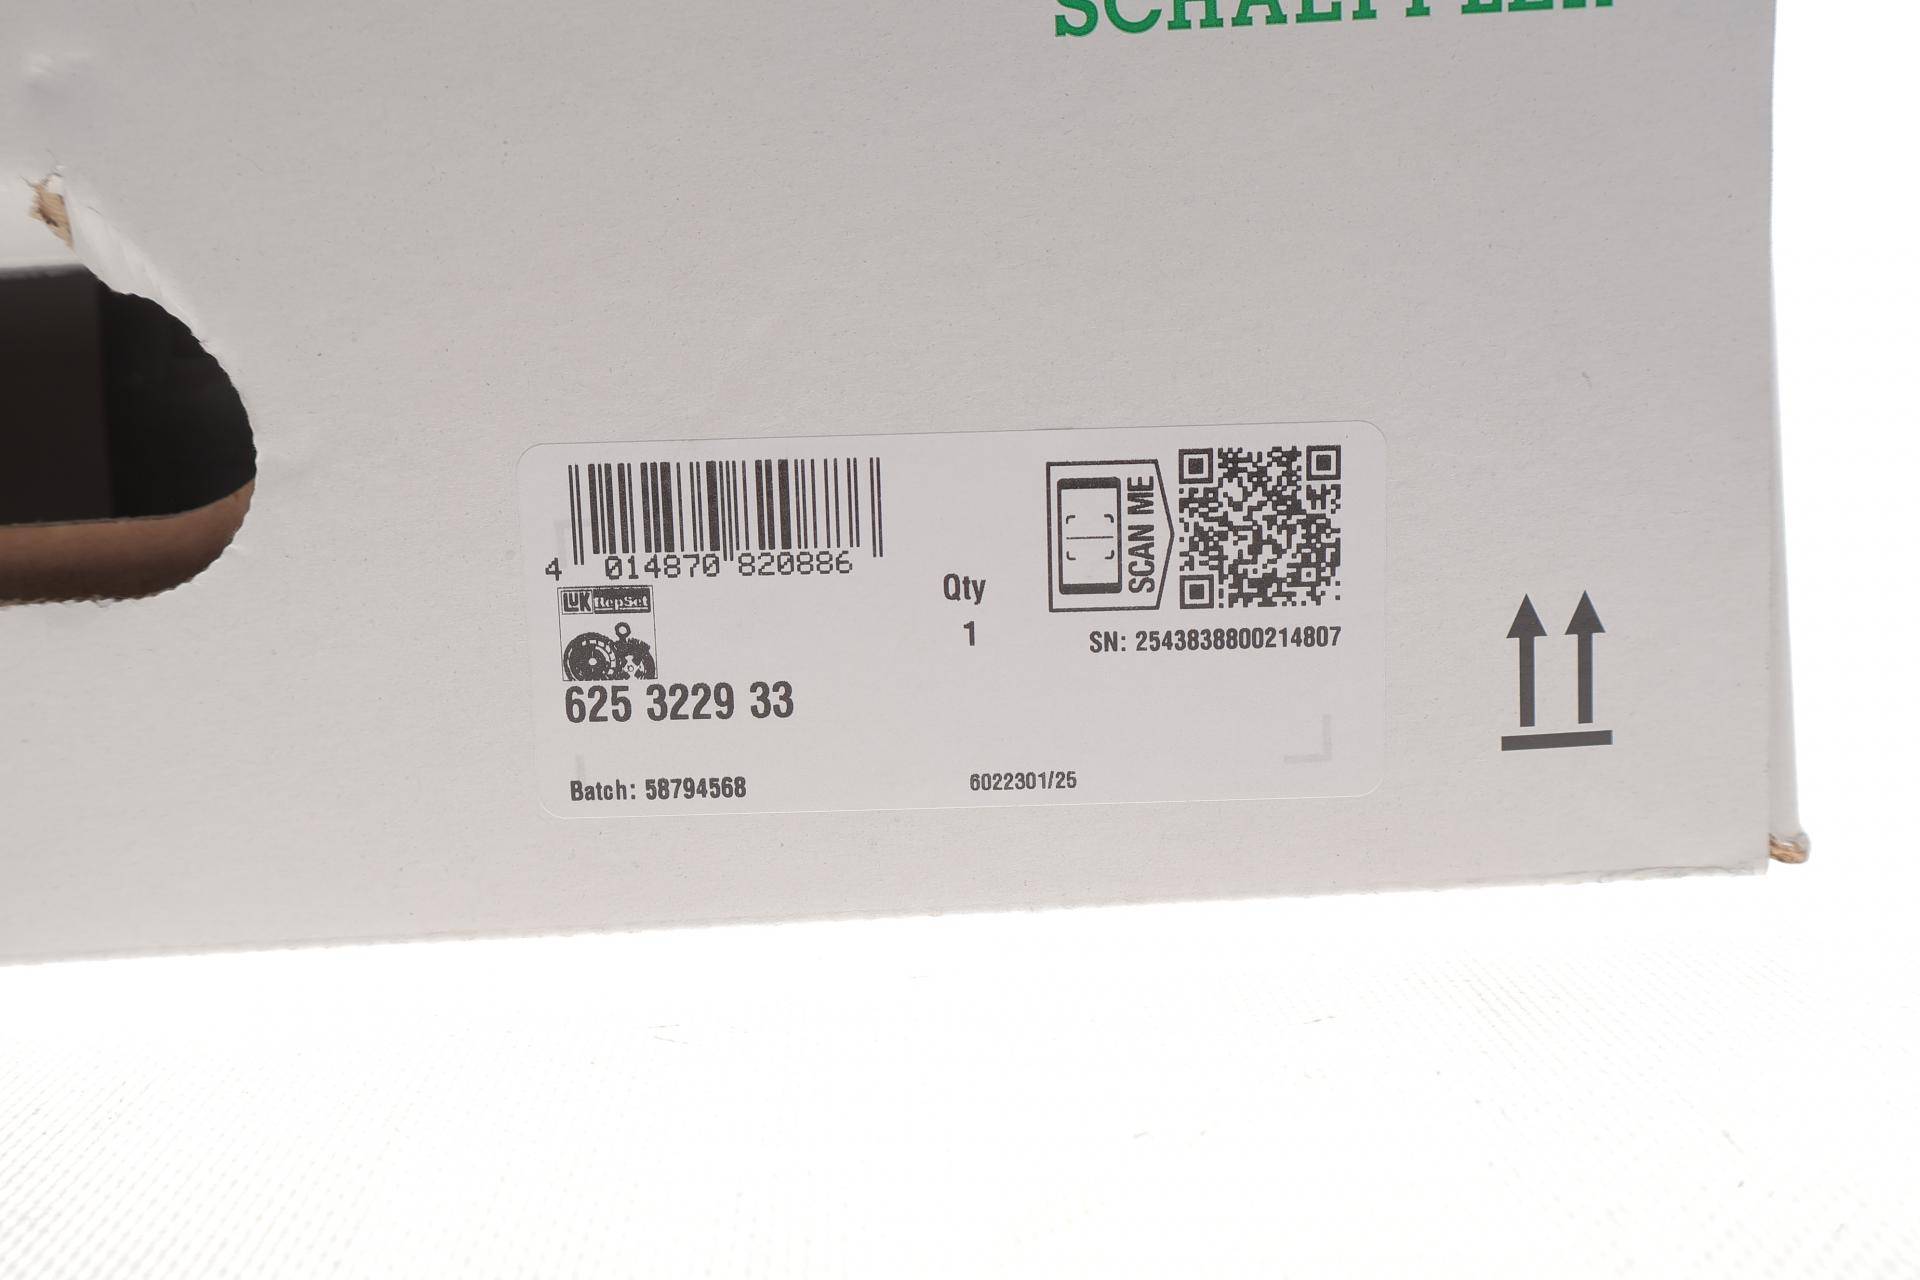 SCHAEFFLER
4 014870 820886
LUK RepSet
Qty
1
SCAN ME
SN: 2543838800214807
625 3229 33
Batch: 58794568
6022301/25